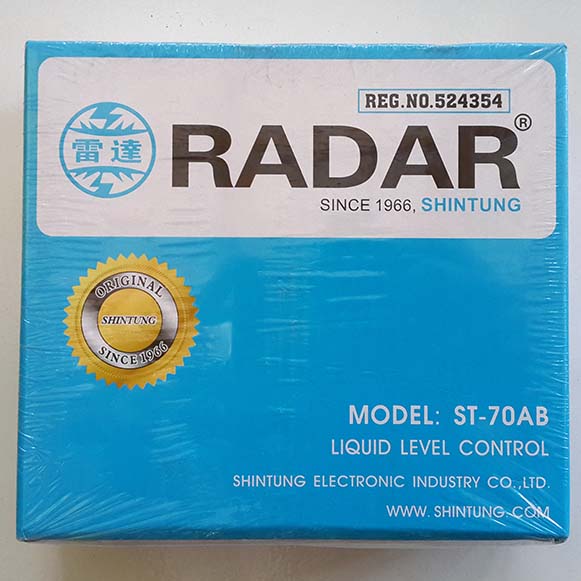 REG.NO.524354
雷達
RADAR®
SINCE 1966, SHINTUNG
ORIGINAL
SHINTUNG
SINCE 1966
MODEL: ST-70AB
LIQUID LEVEL CONTROL
SHINTUNG ELECTRONIC INDUSTRY CO.,LTD.
WWW.SHINTUNG.COM